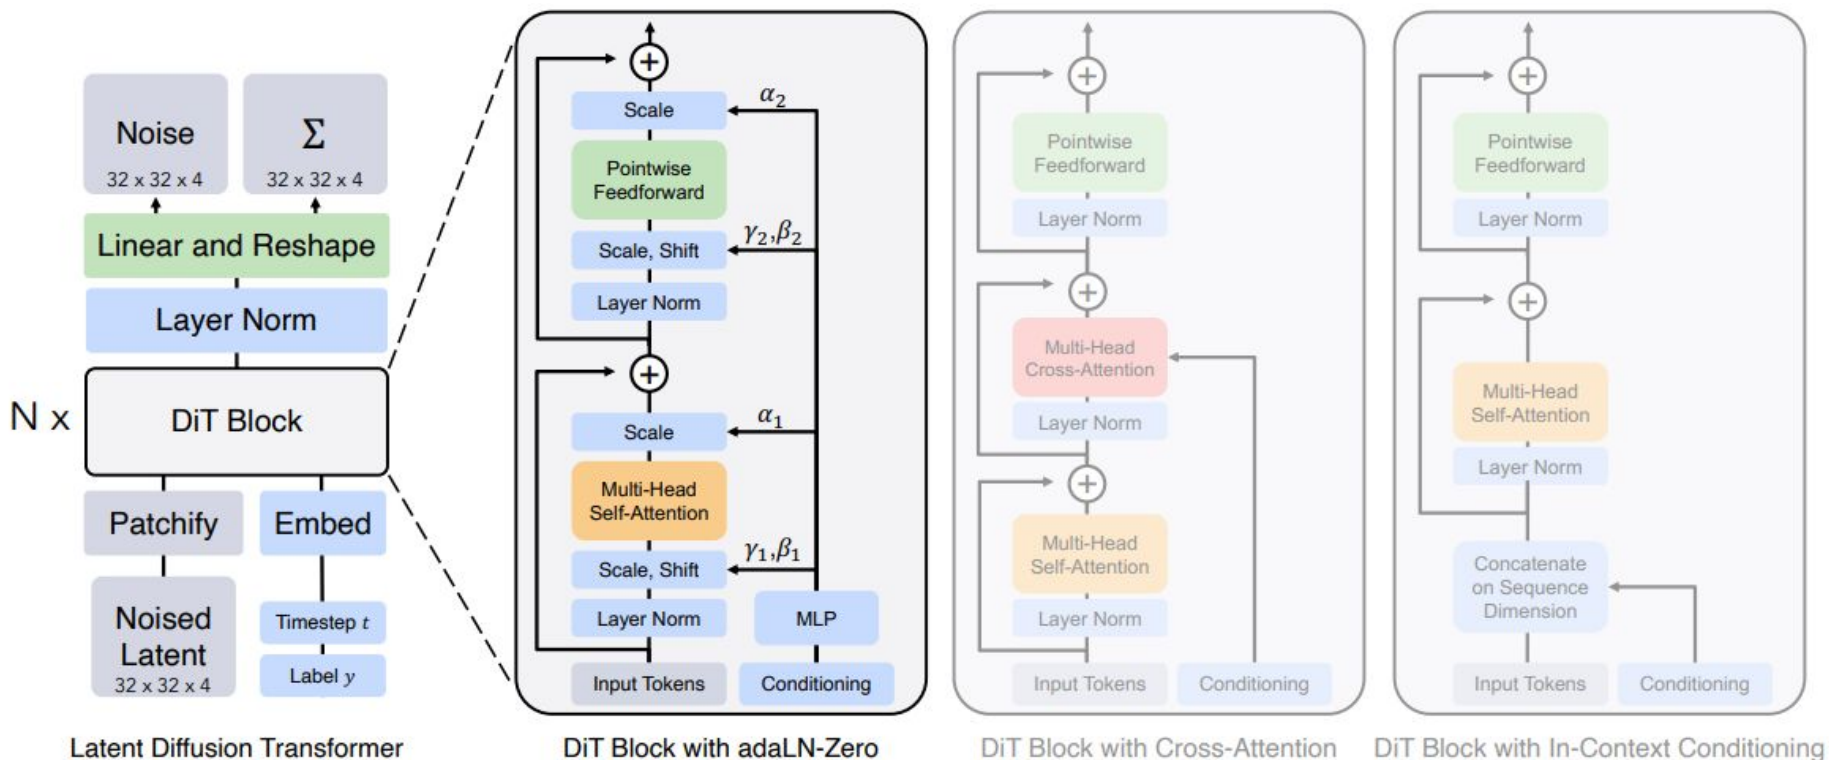 Noise
32 x 32 x 4
Σ
32 x 32 x 4
Linear and Reshape
Layer Norm
N x
DiT Block
Patchify
Embed
Noised
Latent
32 x 32 x 4
Timestep t
Label y
Latent Diffusion Transformer
+
Scale
α₂
Pointwise
Feedforward
γ₂,β₂
Scale, Shift
Layer Norm
+
Scale
α₁
Multi-Head
Self-Attention
γ₁,β₁
Scale, Shift
Layer Norm
MLP
Input Tokens
Conditioning
DiT Block with adaLN-Zero
+
Pointwise
Feedforward
Layer Norm
+
Multi-Head
Cross-Attention
Layer Norm
+
Multi-Head
Self-Attention
Layer Norm
Input Tokens
Conditioning
DiT Block with Cross-Attention
+
Pointwise
Feedforward
Layer Norm
+
Multi-Head
Self-Attention
Layer Norm
Concatenate
on Sequence
Dimension
Input Tokens
Conditioning
DiT Block with In-Context Conditioning